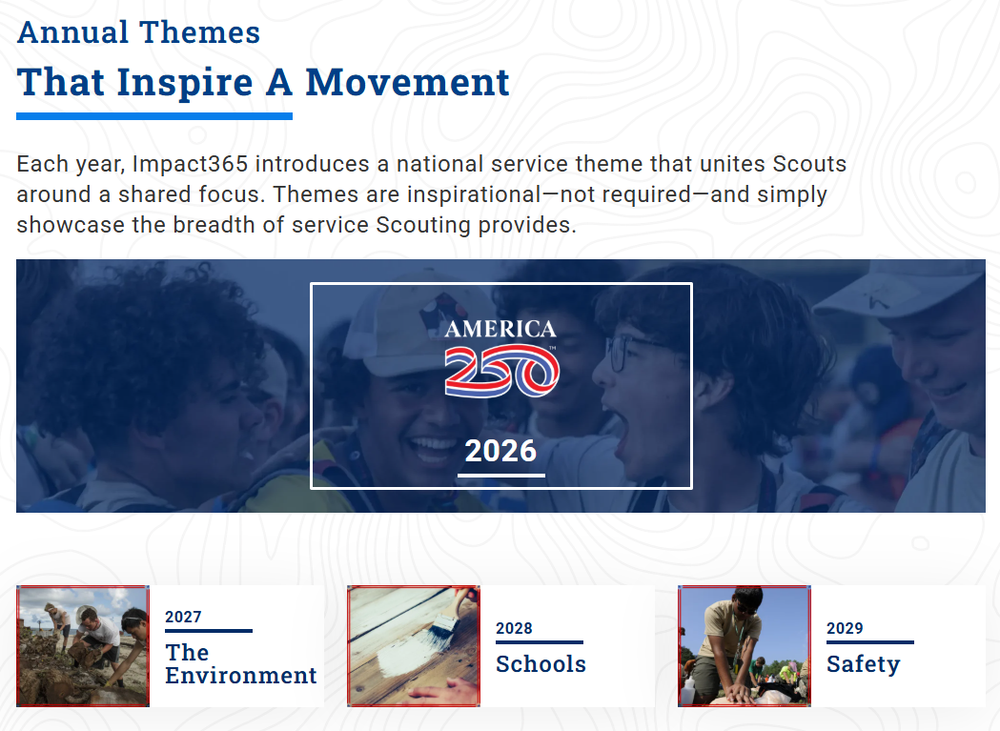 Annual Themes
That Inspire A Movement
Each year, Impact365 introduces a national service theme that unites Scouts
around a shared focus. Themes are inspirational—not required—and simply
showcase the breadth of service Scouting provides.
AMERICA
250™
2026
2027
The
Environment
2028
Schools
2029
Safety